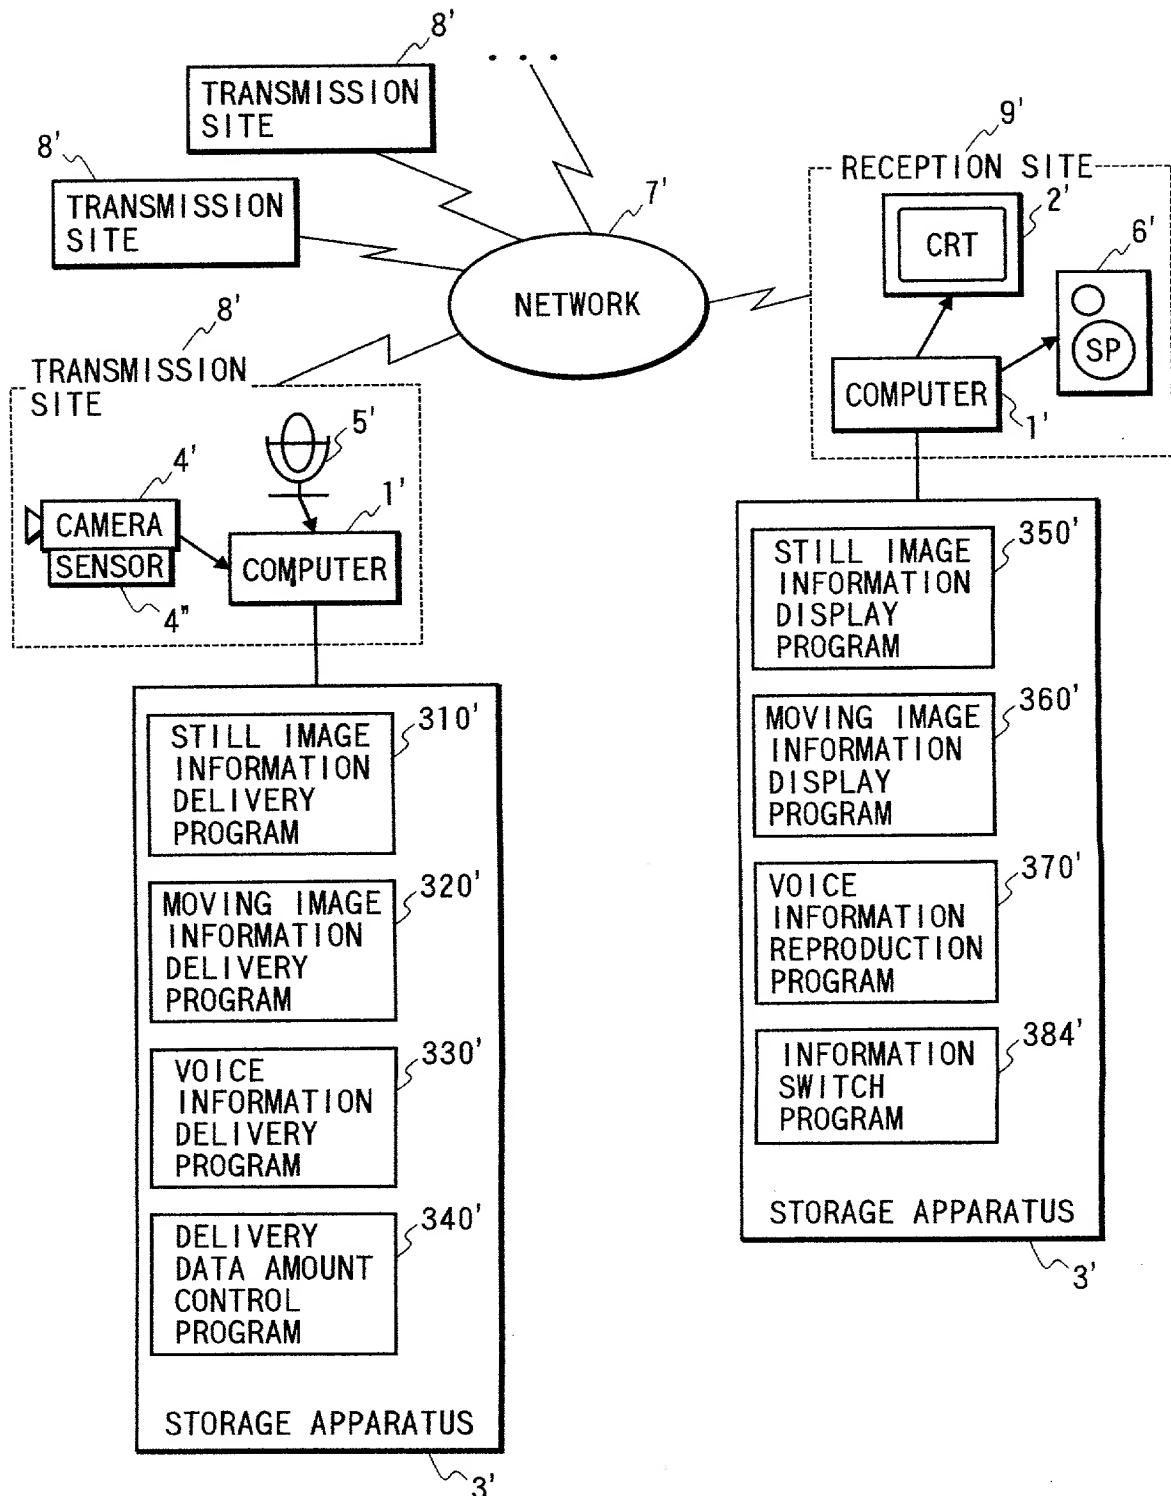 8'
. . .
TRANSMISSION
SITE
8'
TRANSMISSION
SITE
7'
NETWORK
9'
RECEPTION SITE
2'
CRT
6'
SP
COMPUTER
1'
8'
TRANSMISSION
SITE
5'
4'
CAMERA
SENSOR
4"
1'
COMPUTER
310'
STILL IMAGE
INFORMATION
DELIVERY
PROGRAM
320'
MOVING IMAGE
INFORMATION
DELIVERY
PROGRAM
330'
VOICE
INFORMATION
DELIVERY
PROGRAM
340'
DELIVERY
DATA AMOUNT
CONTROL
PROGRAM
STORAGE APPARATUS
3'
350'
STILL IMAGE
INFORMATION
DISPLAY
PROGRAM
360'
MOVING IMAGE
INFORMATION
DISPLAY
PROGRAM
370'
VOICE
INFORMATION
REPRODUCTION
PROGRAM
384'
INFORMATION
SWITCH
PROGRAM
STORAGE APPARATUS
3'